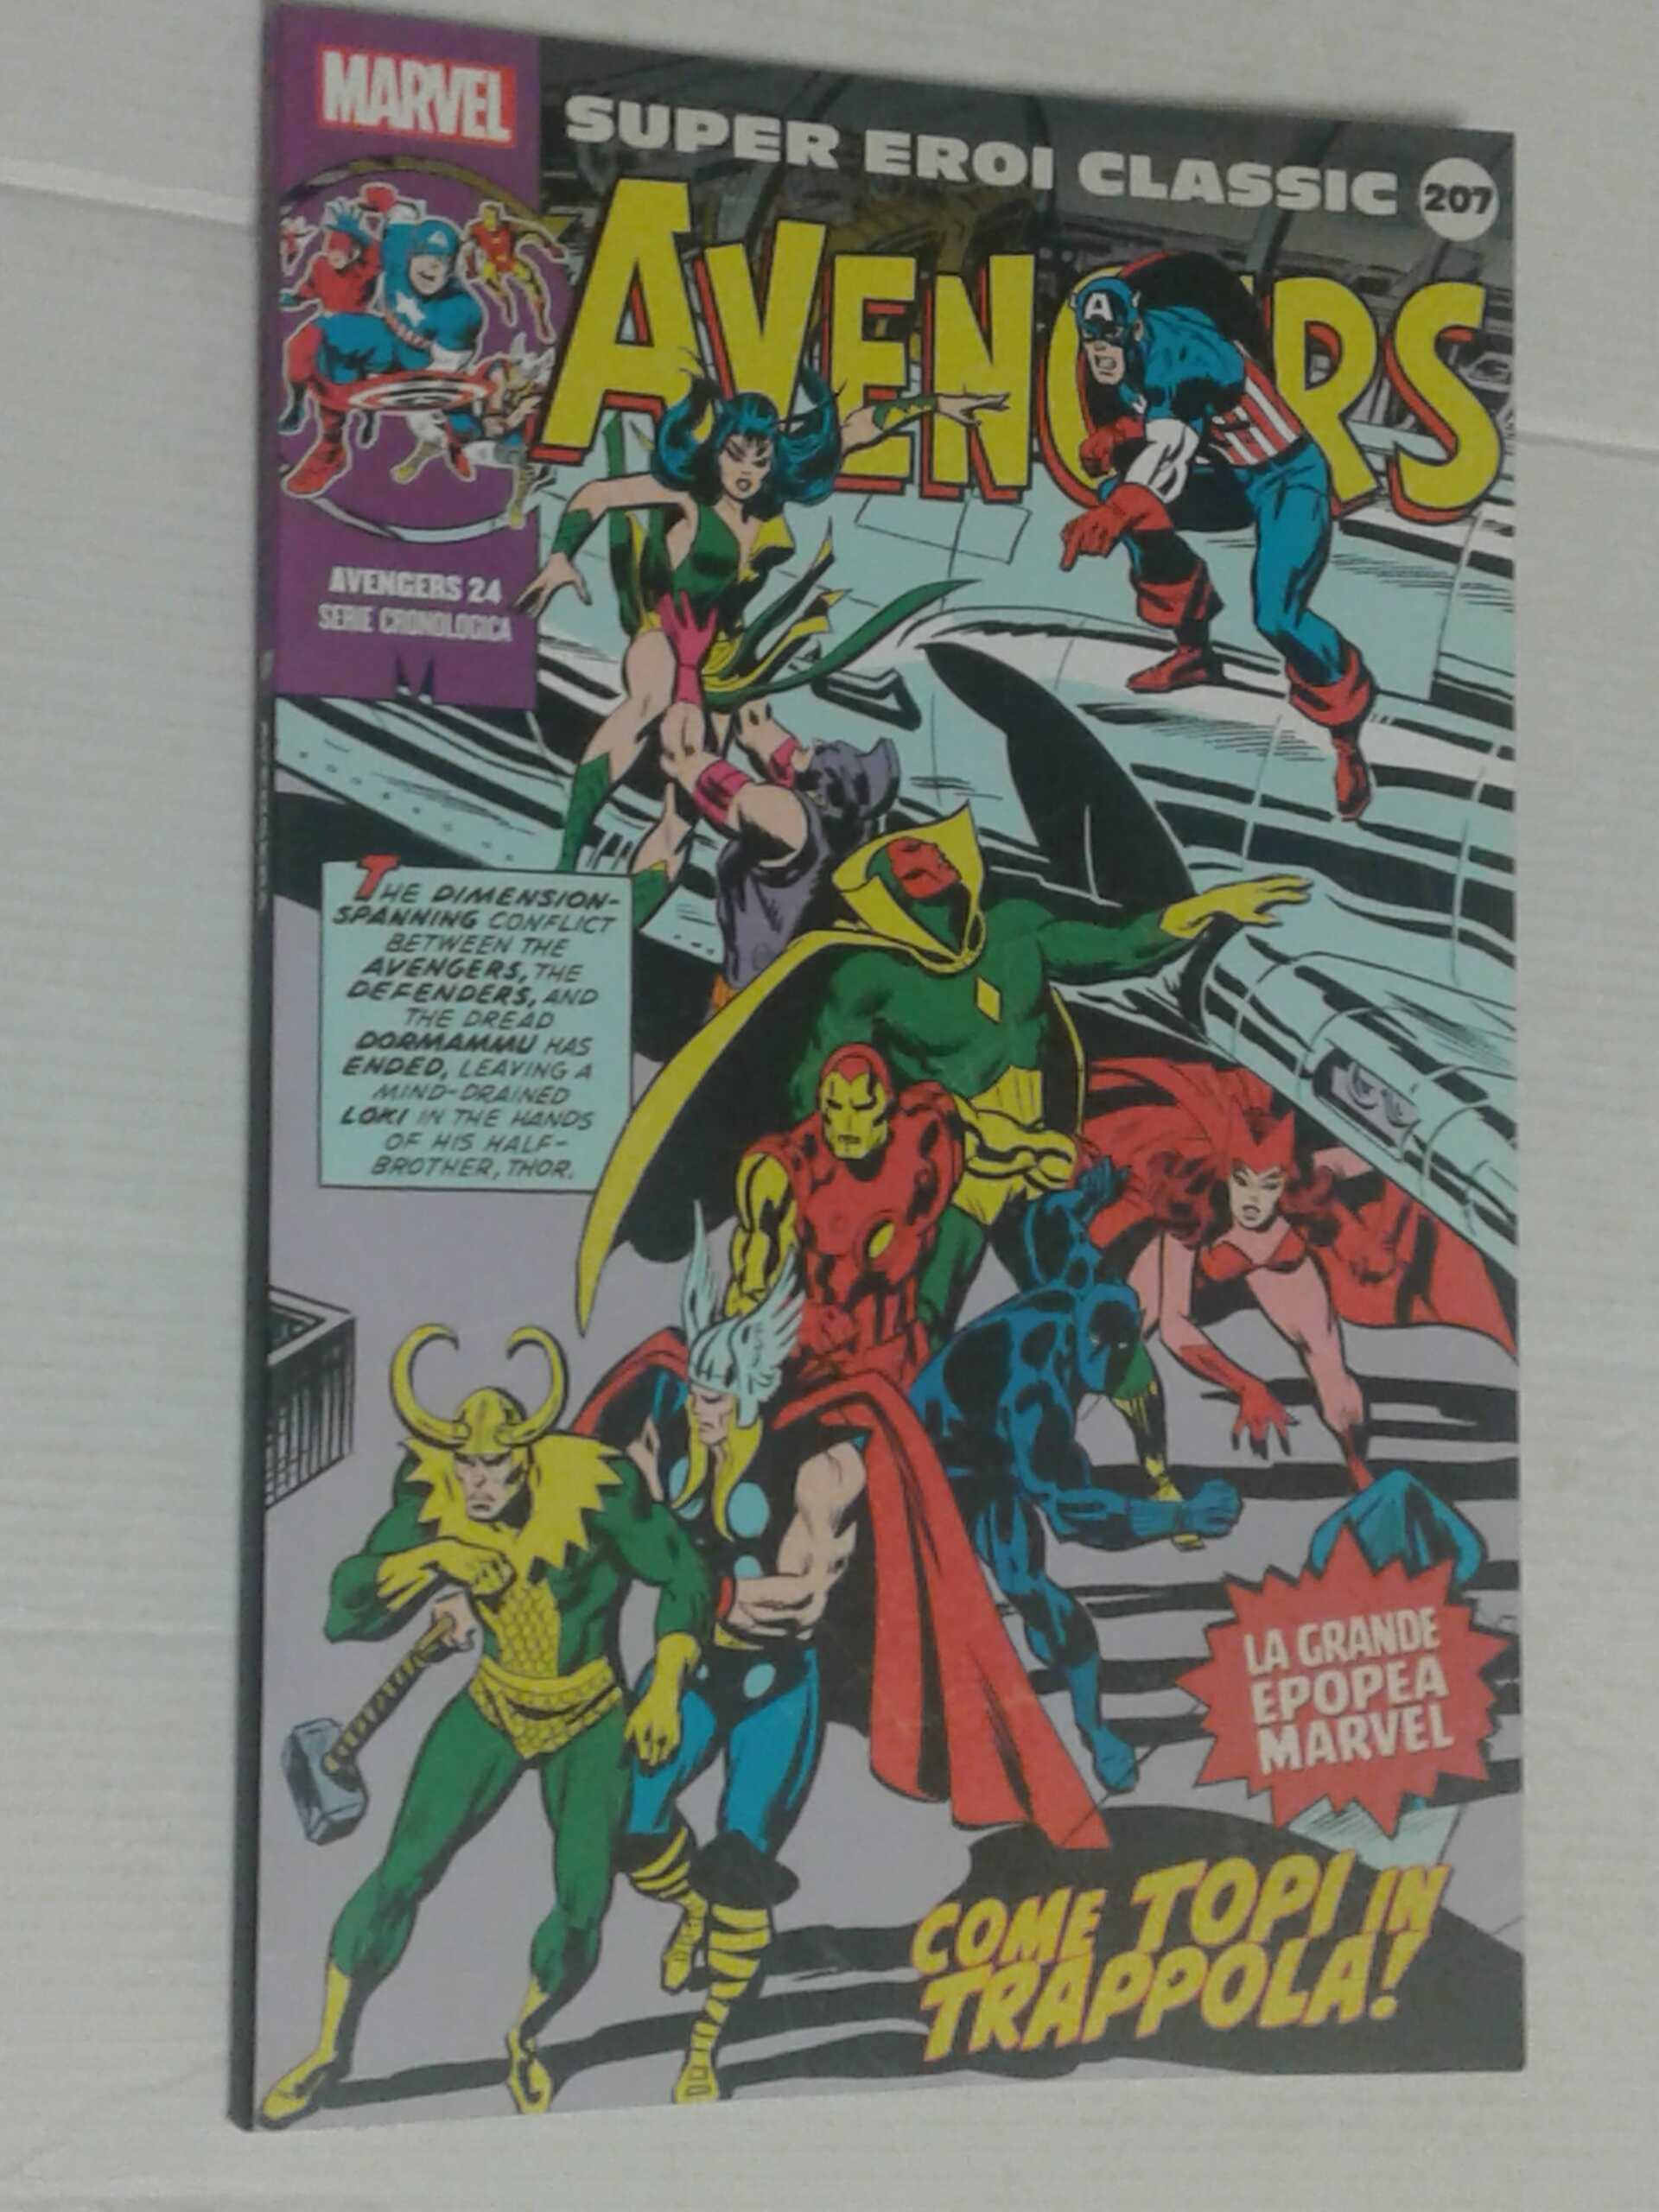 MARVEL
SUPER EROI CLASSIC 207
AVENGERS
AVENGERS 24
SERIE CRONOLOGICA
THE DIMENSION-
SPANNING CONFLICT
BETWEEN THE
AVENGERS, THE
DEFENDERS, AND
THE DREAD
DORMAMMU HAS
ENDED, LEAVING A
MIND-DRAINED
LOKI IN THE HANDS
OF HIS HALF-
BROTHER, THOR.
LA GRANDE
EPOPEA
MARVEL
COME TOPI IN
TRAPPOLA!